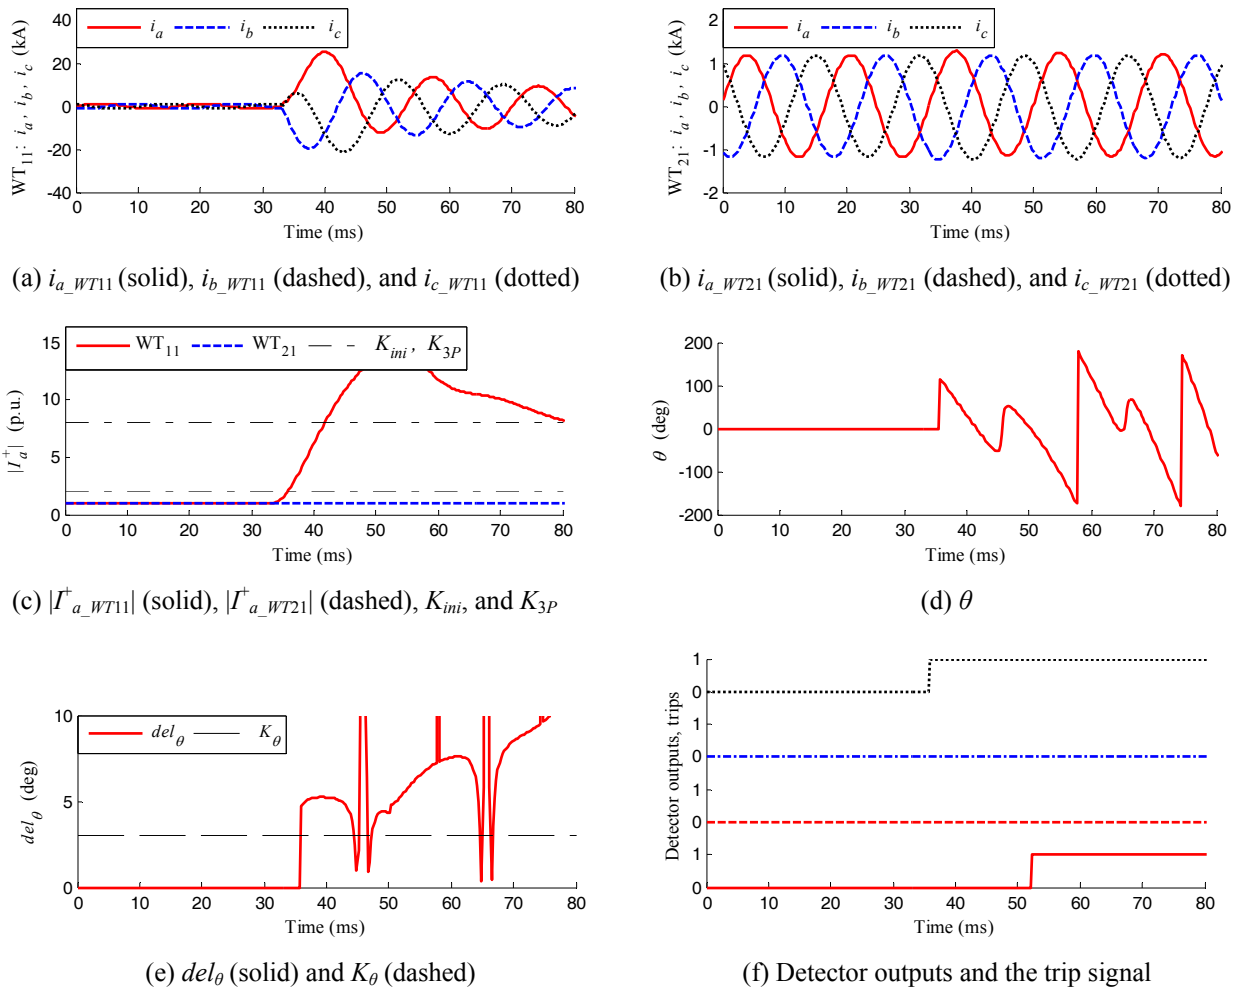 40
20
0
-20
-40
0 10 20 30 40 50 60 70 80
Time (ms)
WT11: ia , ib , ic (kA)
ia ib ic
(a) ia_WT11 (solid), ib_WT11 (dashed), and ic_WT11 (dotted)
2
1
0
-1
-2
0 10 20 30 40 50 60 70 80
Time (ms)
WT21: ia , ib , ic (kA)
ia ib ic
(b) ia_WT21 (solid), ib_WT21 (dashed), and ic_WT21 (dotted)
15
10
5
0
0 10 20 30 40 50 60 70 80
Time (ms)
|Ia+| (p.u.)
WT11 WT21 Kini , K3P
(c) |I+a_WT11| (solid), |I+a_WT21| (dashed), Kini, and K3P
200
100
0
-100
-200
0 10 20 30 40 50 60 70 80
Time (ms)
θ (deg)
(d) θ
10
5
0
0 10 20 30 40 50 60 70 80
Time (ms)
delθ (deg)
delθ Kθ
(e) delθ (solid) and Kθ (dashed)
1
0
1
0
1
0
1
0
0 10 20 30 40 50 60 70 80
Time (ms)
Detector outputs, trips
(f) Detector outputs and the trip signal